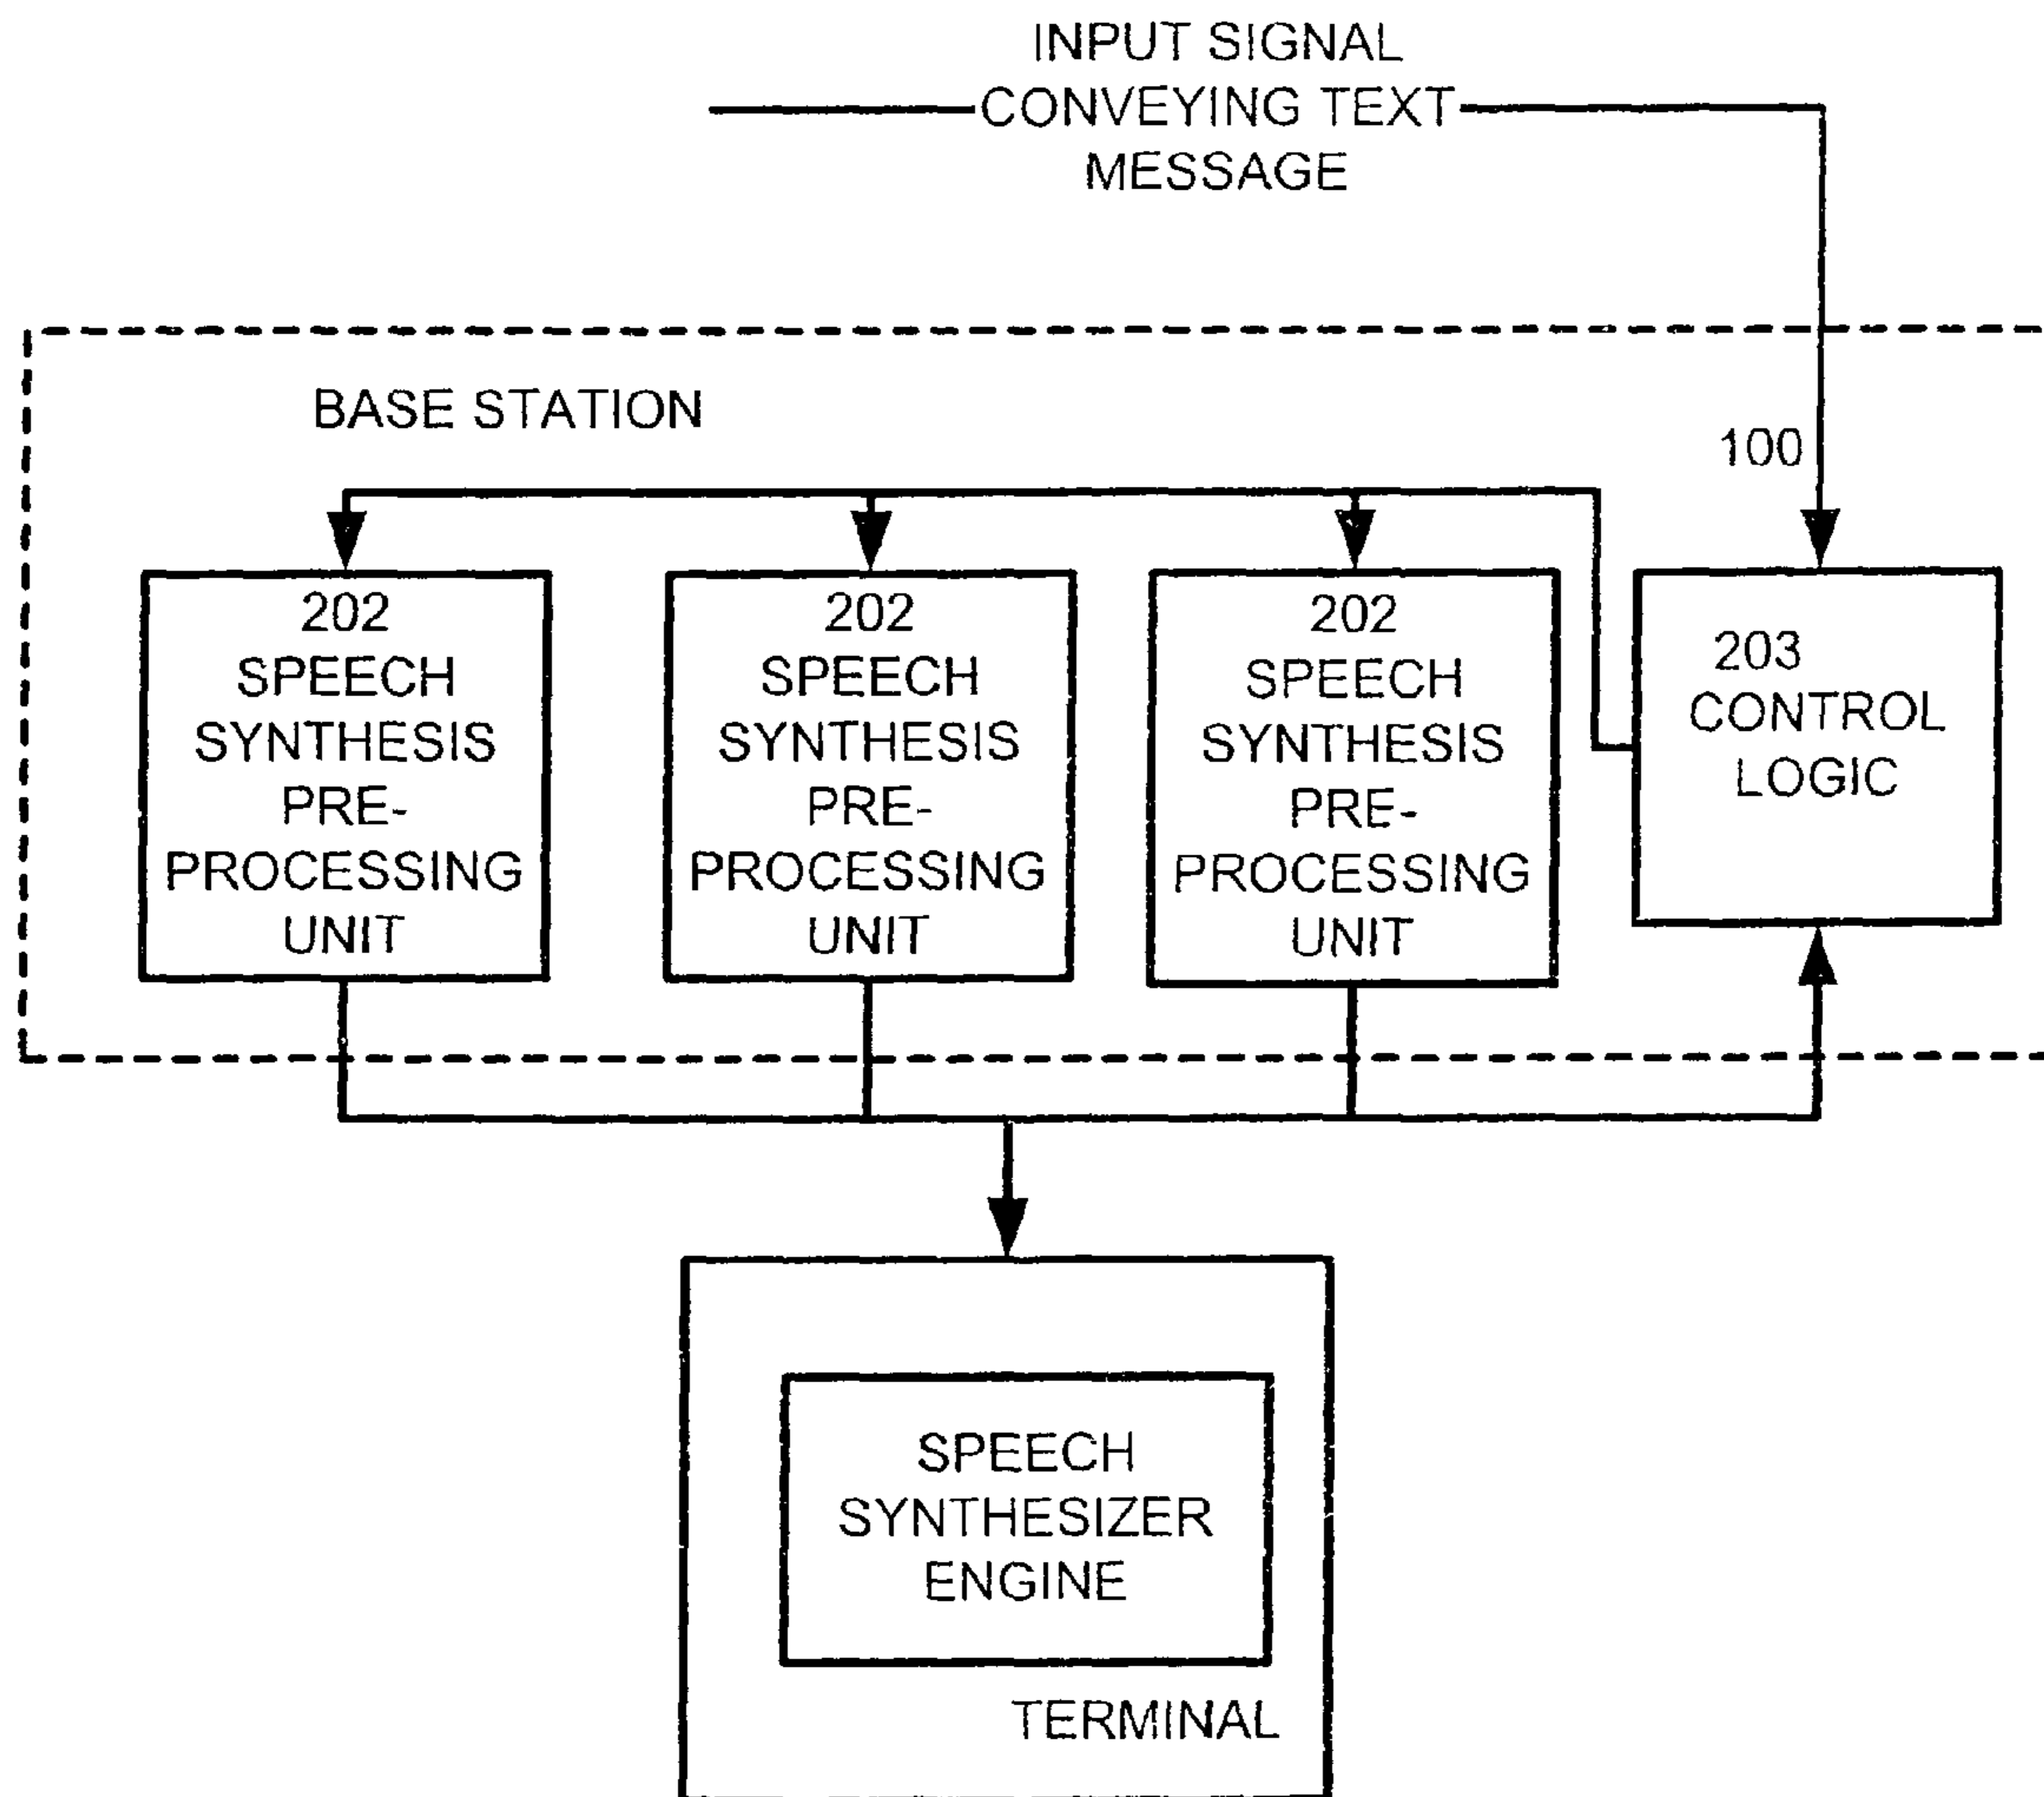 INPUT SIGNAL
CONVEYING TEXT
MESSAGE
BASE STATION
100
202
SPEECH
SYNTHESIS
PRE-
PROCESSING
UNIT
202
SPEECH
SYNTHESIS
PRE-
PROCESSING
UNIT
202
SPEECH
SYNTHESIS
PRE-
PROCESSING
UNIT
203
CONTROL
LOGIC
SPEECH
SYNTHESIZER
ENGINE
TERMINAL